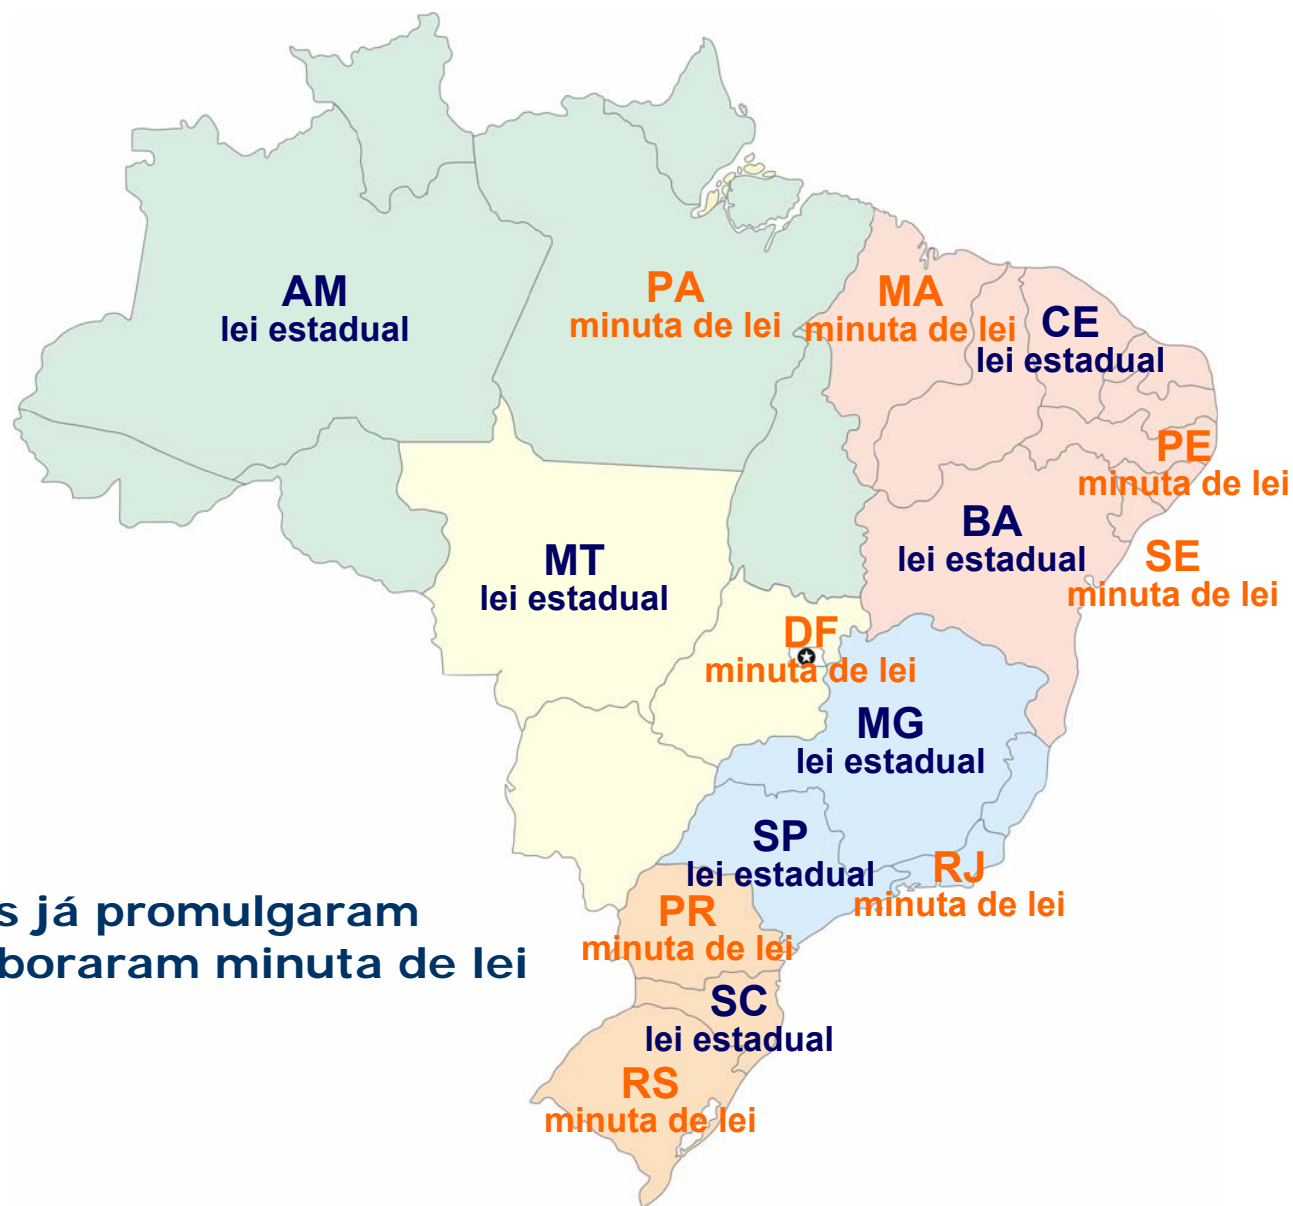 AM
lei estadual
PA
minuta de lei
MA
minuta de lei
CE
lei estadual
PE
minuta de lei
BA
lei estadual
SE
minuta de lei
MT
lei estadual
DF
minuta de lei
MG
lei estadual
SP
lei estadual
RJ
minuta de lei
PR
minuta de lei
s já promulgaram
boraram minuta de lei
SC
lei estadual
RS
minuta de lei